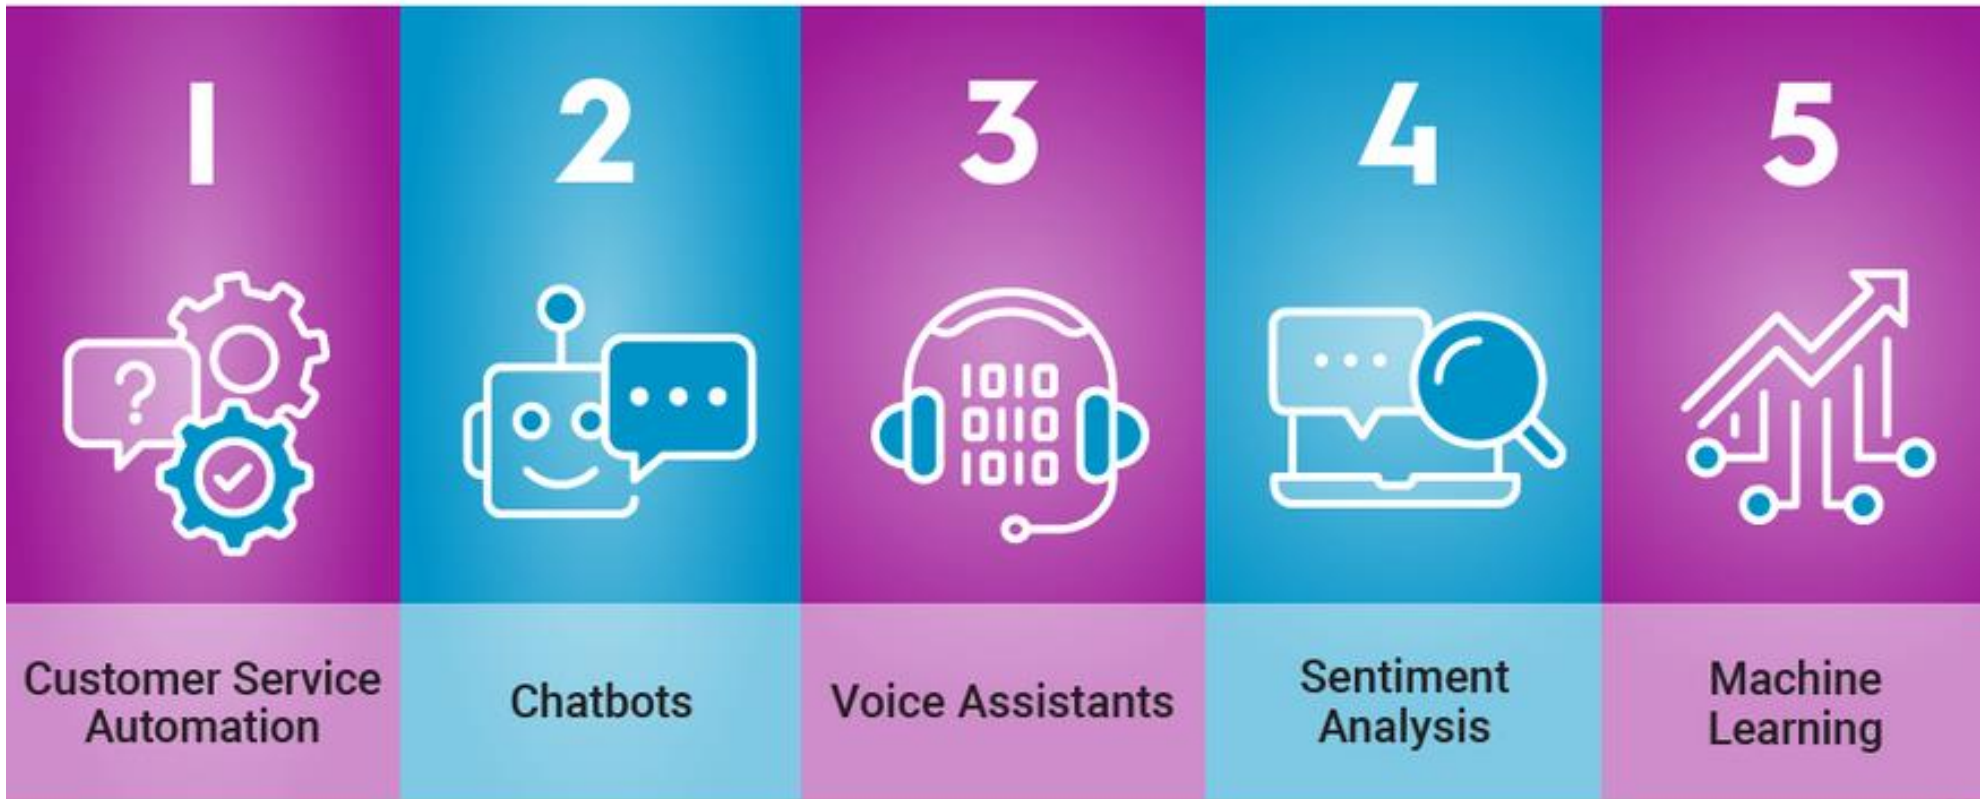 1
2
3
4
5
?
1010
0110
1010
Customer Service
Automation
Chatbots
Voice Assistants
Sentiment
Analysis
Machine
Learning